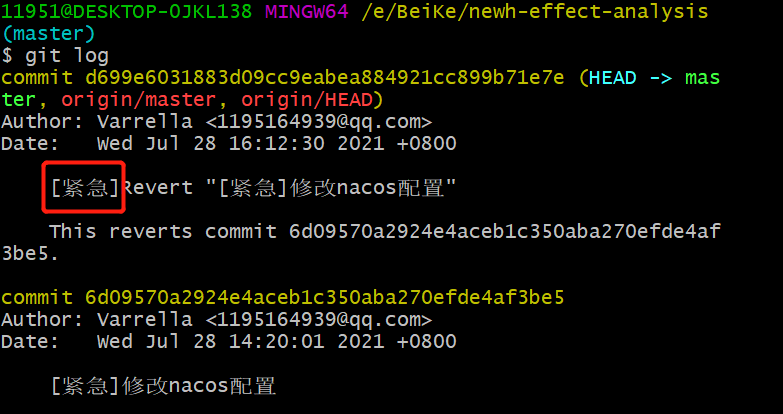 11951@DESKTOP-OJKL138 MINGW64 /e/BeiKe/newh-effect-analysis
(master)
$ git log
commit d699e6031883d09cc9eabea884921cc899b71e7e (HEAD -> mas
ter, origin/master, origin/HEAD)
Author: Varrella <1195164939@qq.com>
Date:   Wed Jul 28 16:12:30 2021 +0800
[紧急]Revert "[紧急]修改nacos配置"
This reverts commit 6d09570a2924e4aceb1c350aba270efde4af
3be5.
commit 6d09570a2924e4aceb1c350aba270efde4af3be5
Author: Varrella <1195164939@qq.com>
Date:   Wed Jul 28 14:20:01 2021 +0800
[紧急]修改nacos配置